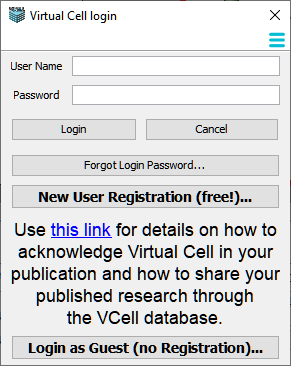 Virtual Cell login
User Name
Password
Login Cancel
Forgot Login Password...
New User Registration (free!)...
Use this link for details on how to
acknowledge Virtual Cell in your
publication and how to share your
published research through
the VCell database.
Login as Guest (no Registration)...